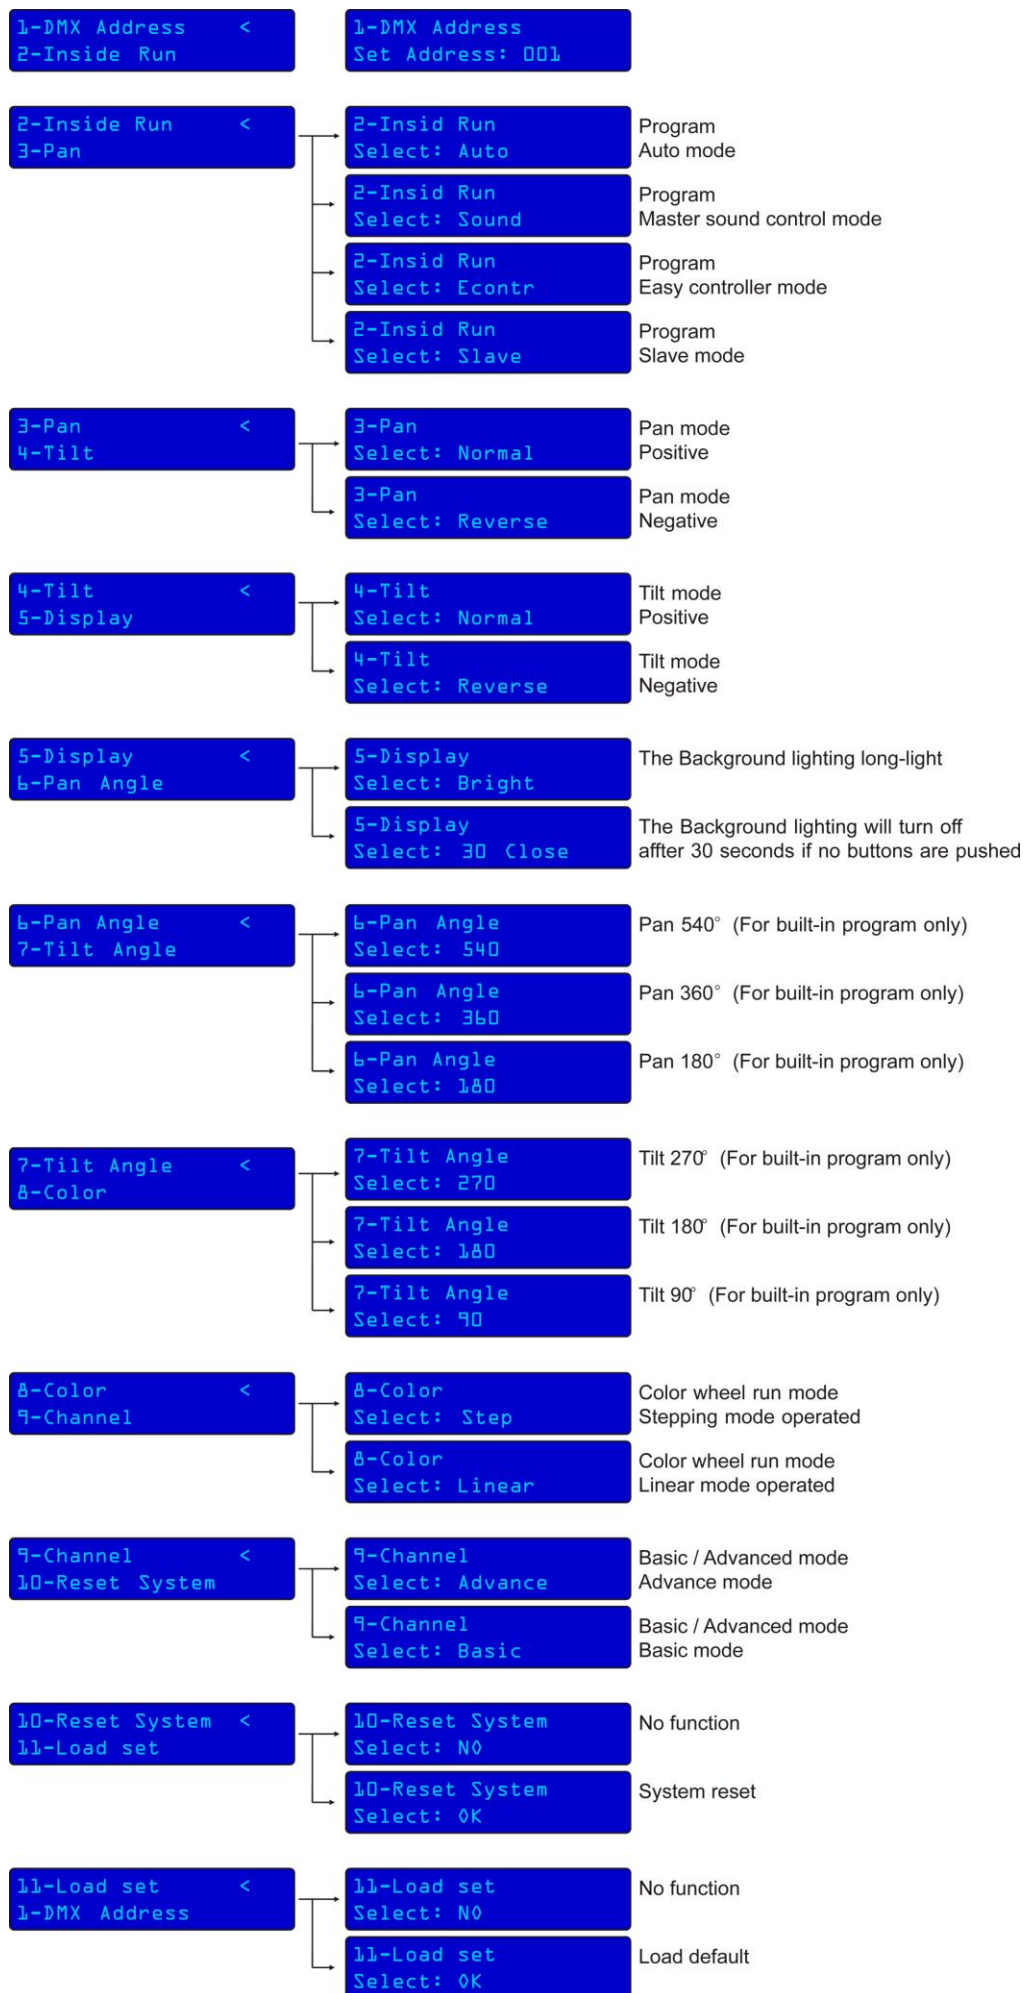 1-DMX Address <
2-Inside Run
1-DMX Address
Set Address: 001
2-Inside Run <
3-Pan
2-Insid Run
Select: Auto
Program
Auto mode
2-Insid Run
Select: Sound
Program
Master sound control mode
2-Insid Run
Select: Econtr
Program
Easy controller mode
2-Insid Run
Select: Slave
Program
Slave mode
3-Pan <
4-Tilt
3-Pan
Select: Normal
Pan mode
Positive
3-Pan
Select: Reverse
Pan mode
Negative
4-Tilt <
5-Display
4-Tilt
Select: Normal
Tilt mode
Positive
4-Tilt
Select: Reverse
Tilt mode
Negative
5-Display <
6-Pan Angle
5-Display
Select: Bright
The Background lighting long-light
5-Display
Select: 30 Close
The Background lighting will turn off
affter 30 seconds if no buttons are pushed
6-Pan Angle <
7-Tilt Angle
6-Pan Angle
Select: 540
Pan 540° (For built-in program only)
6-Pan Angle
Select: 360
Pan 360° (For built-in program only)
6-Pan Angle
Select: 180
Pan 180° (For built-in program only)
7-Tilt Angle <
8-Color
7-Tilt Angle
Select: 270
Tilt 270° (For built-in program only)
7-Tilt Angle
Select: 180
Tilt 180° (For built-in program only)
7-Tilt Angle
Select: 90
Tilt 90° (For built-in program only)
8-Color <
9-Channel
8-Color
Select: Step
Color wheel run mode
Stepping mode operated
8-Color
Select: Linear
Color wheel run mode
Linear mode operated
9-Channel <
10-Reset System
9-Channel
Select: Advance
Basic / Advanced mode
Advance mode
9-Channel
Select: Basic
Basic / Advanced mode
Basic mode
10-Reset System <
11-Load set
10-Reset System
Select: NO
No function
10-Reset System
Select: OK
System reset
11-Load set <
1-DMX Address
11-Load set
Select: NO
No function
11-Load set
Select: OK
Load default